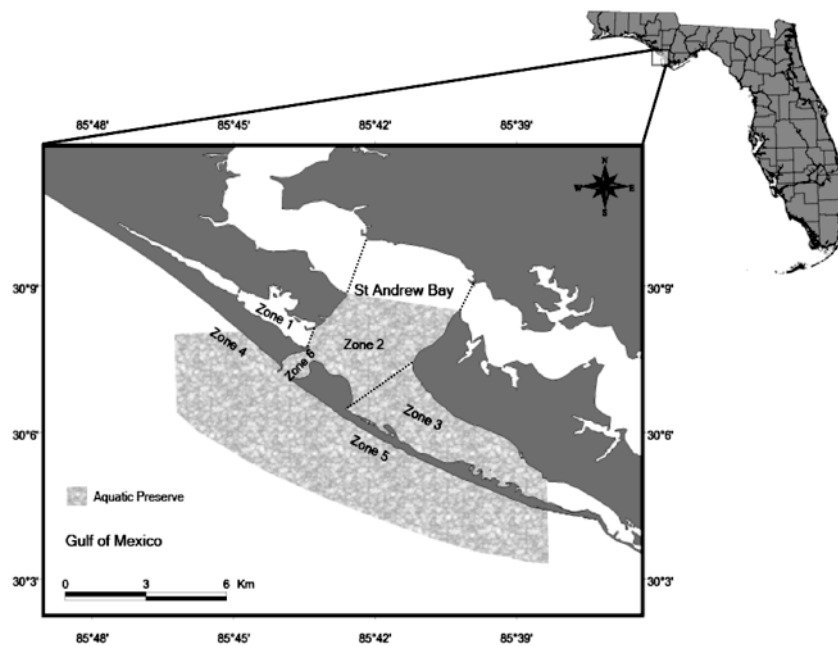 85°48'
85°45'
85°42'
85°39'
N
W
E
S
30°9'
St Andrew Bay
30°9'
Zone 1
Zone 2
Zone 4
Zone 6
Zone 3
30°6'
Zone 5
30°6'
Aquatic Preserve
Gulf of Mexico
30°3'
0 3 6 Km
30°3'
85°48'
85°45'
85°42'
85°39'